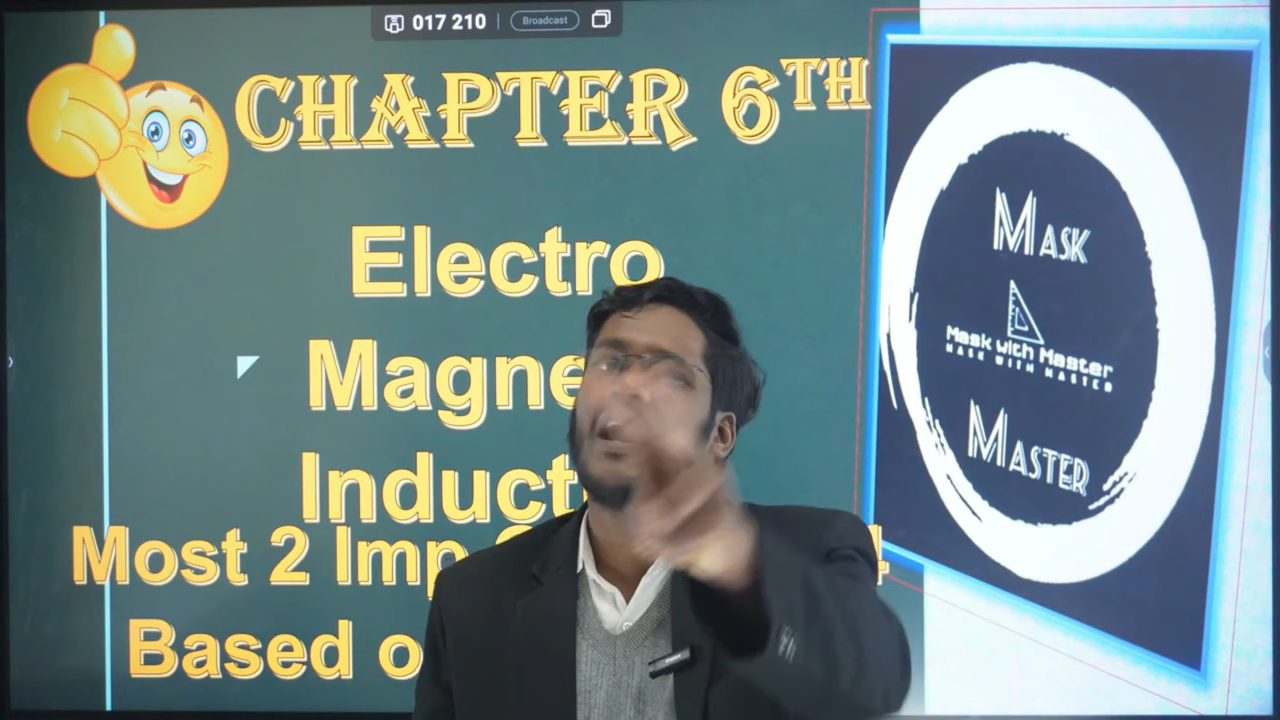 017 210 Broadcast
CHAPTER 6TH
Electro
Magne
Induct
Most 2 Imp 4
Based o
MASK
Mask with Master
MASK WITH MASTER
MASTER